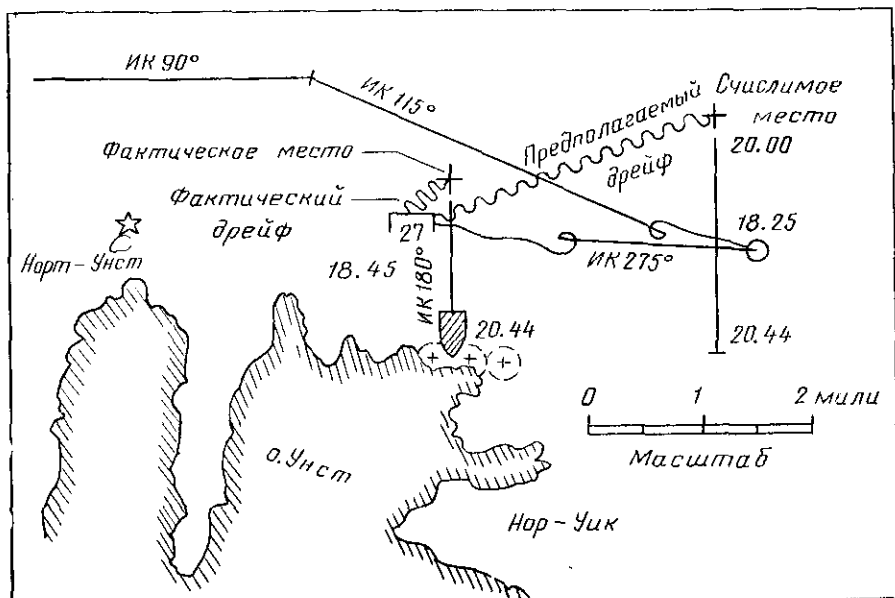 ИК 90°
ИК 115°
Предполагаемый
дрейф
Счислимое
место
20.00
Фактическое место
Фактический
дрейф
27
18.25
Норт-Унст
18.45
ИК 180°
ИК 275°
20.44
20.44
0 1 2 мили
Масштаб
о. Унст
Нор-Уик